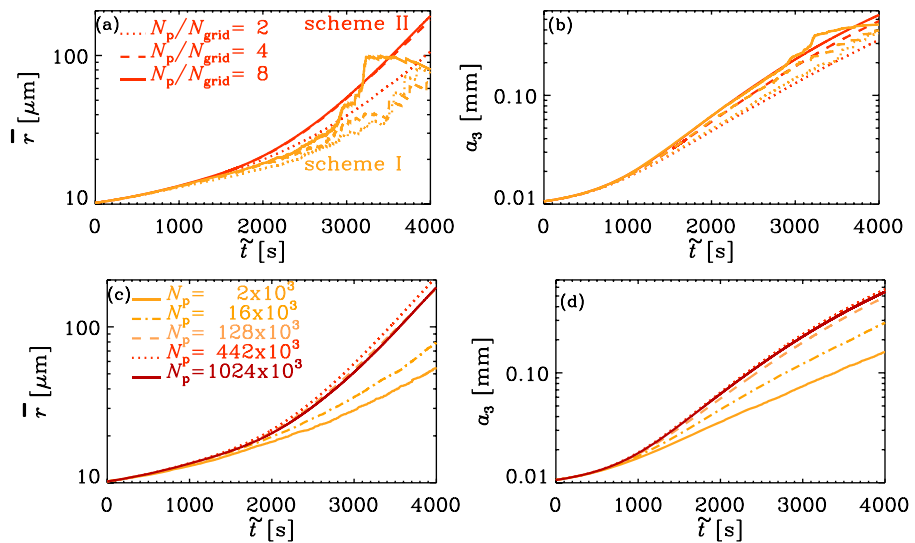 (a)
N_p/N_grid= 2
N_p/N_grid= 4
N_p/N_grid= 8
scheme II
scheme I
100
10
r̄ [μm]
0 1000 2000 3000 4000
t̃ [s]
(b)
0.10
0.01
a_3 [mm]
0 1000 2000 3000 4000
t̃ [s]
(c)
N_p= 2x10^3
N_p= 16x10^3
N_p= 128x10^3
N_p= 442x10^3
N_p=1024x10^3
100
10
r̄ [μm]
0 1000 2000 3000 4000
t̃ [s]
(d)
0.10
0.01
a_3 [mm]
0 1000 2000 3000 4000
t̃ [s]